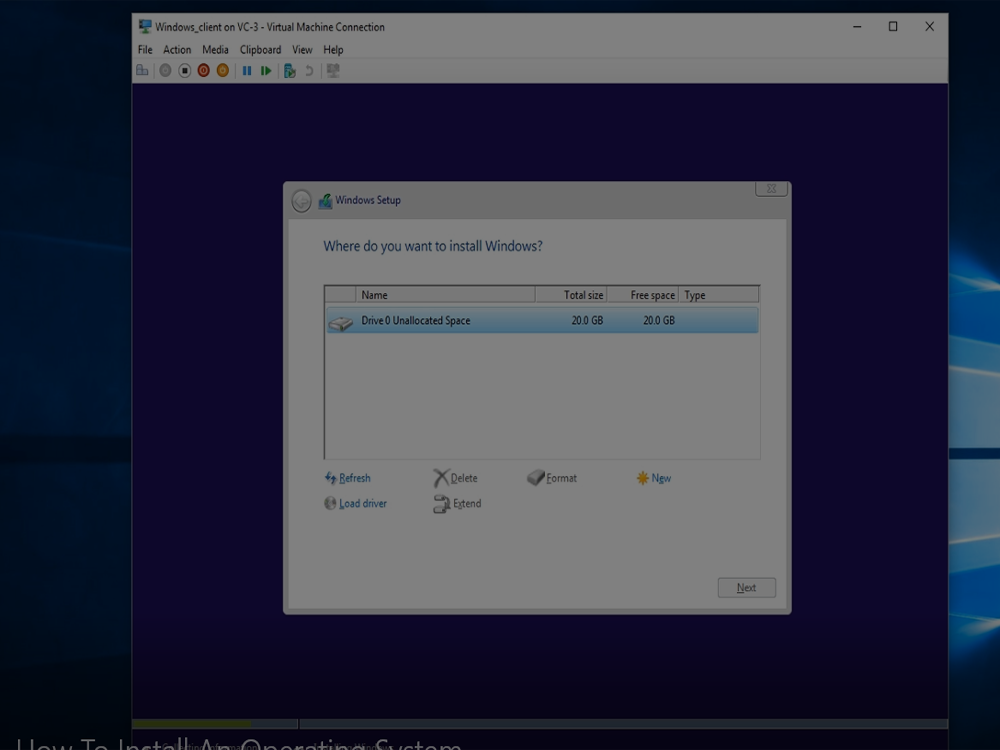 Windows_client on VC-3 - Virtual Machine Connection
File Action Media Clipboard View Help
Windows Setup
Where do you want to install Windows?
Name Total size Free space Type
Drive 0 Unallocated Space 20.0 GB 20.0 GB
Refresh Delete Format New
Load driver Extend
Next
How To Install An Operating System